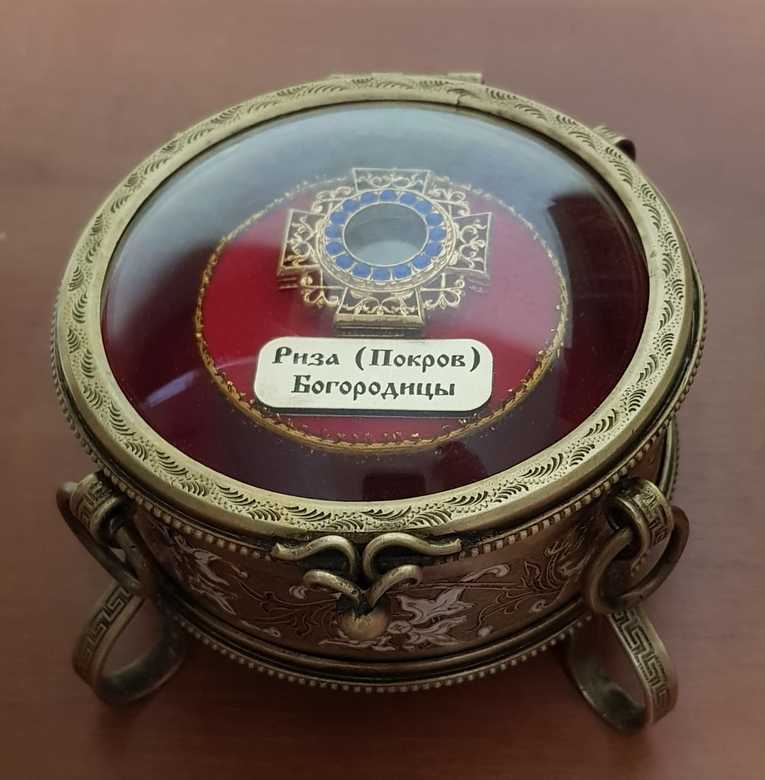 Риза (Покров)
Богородицы